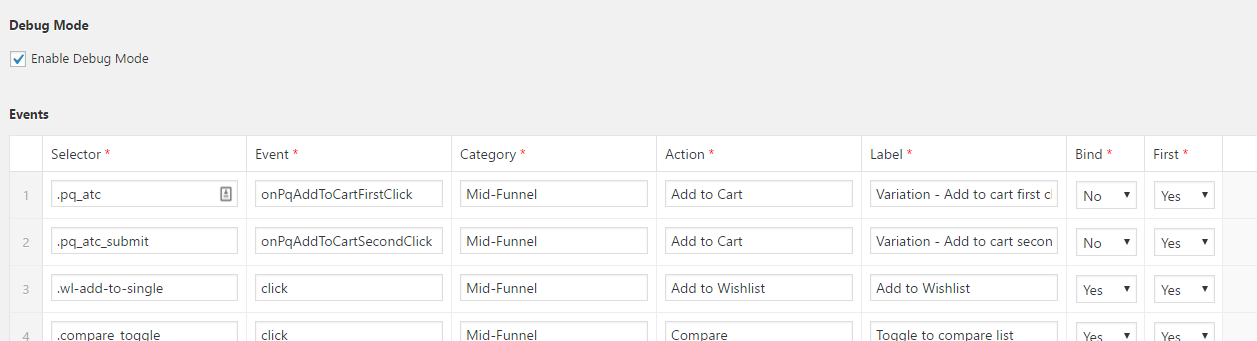 Debug Mode
Enable Debug Mode
Events
Selector * Event * Category * Action * Label * Bind * First *
1 .pq_atc onPqAddToCartFirstClick Mid-Funnel Add to Cart Variation - Add to cart first cl No Yes
2 .pq_atc_submit onPqAddToCartSecondClick Mid-Funnel Add to Cart Variation - Add to cart secon No Yes
3 .wl-add-to-single click Mid-Funnel Add to Wishlist Add to Wishlist Yes Yes
4 .compare_toggle click Mid-Funnel Compare Toggle to compare list Yes Yes